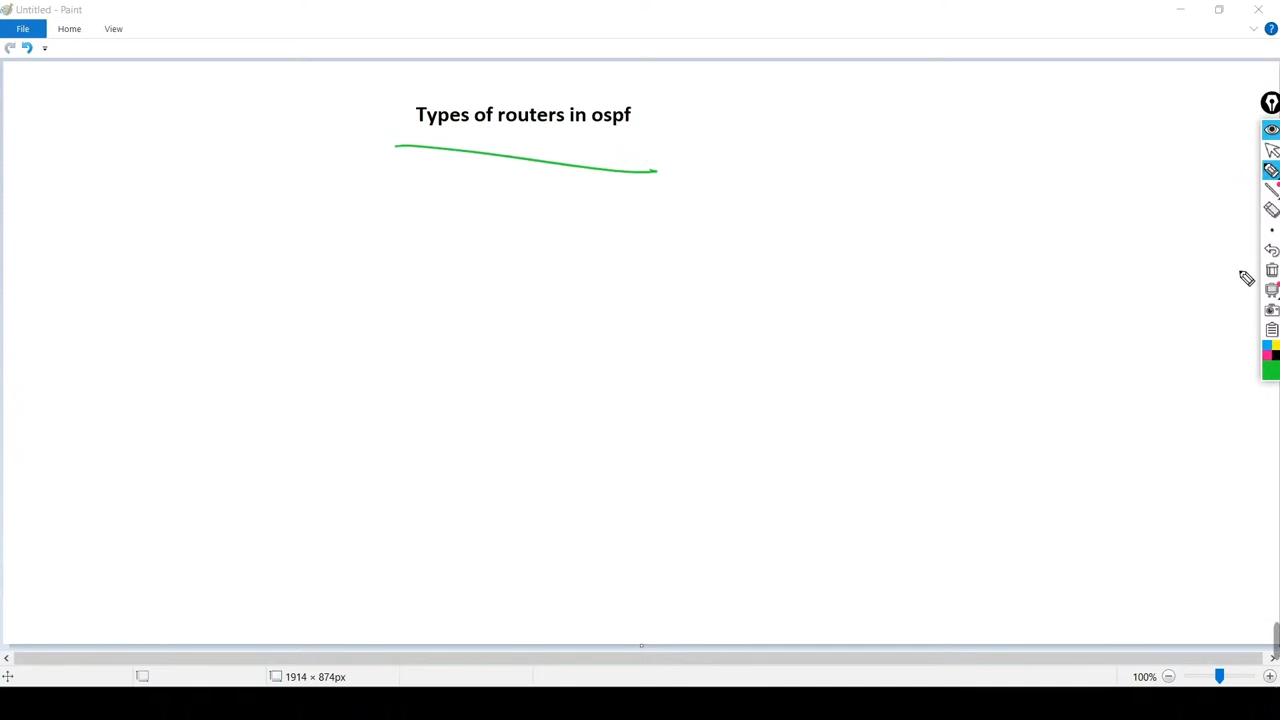 Untitled - Paint
File Home View
?
Types of routers in ospf
1914 × 874px
100%